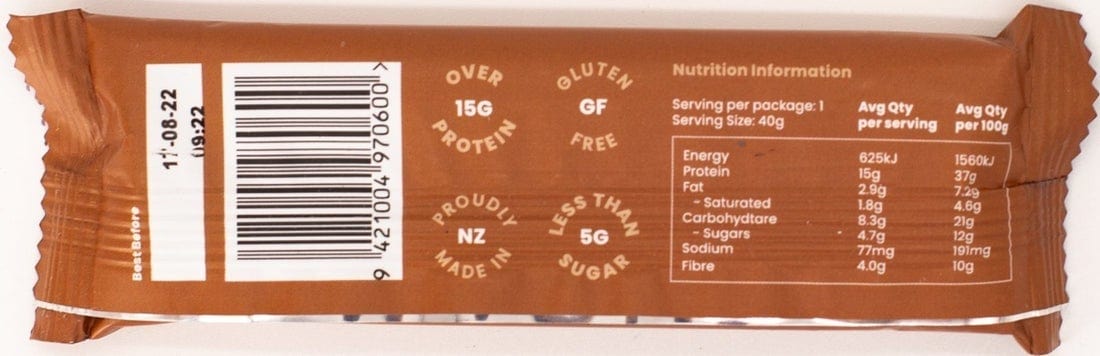 Best Before
-08-22
09:22
9 421004 970600 >
OVER
15G
PROTEIN
GLUTEN
GF
FREE
PROUDLY
NZ
MADE IN
LESS THAN
5G
SUGAR
Nutrition Information
Serving per package: 1
Serving Size: 40g
Avg Qty
per serving
Avg Qty
per 100g
Energy 625kJ 1560kJ
Protein 15g 37g
Fat 2.9g 7.2g
- Saturated 1.8g 4.6g
Carbohydtare 8.3g 21g
- Sugars 4.7g 12g
Sodium 77mg 191mg
Fibre 4.0g 10g